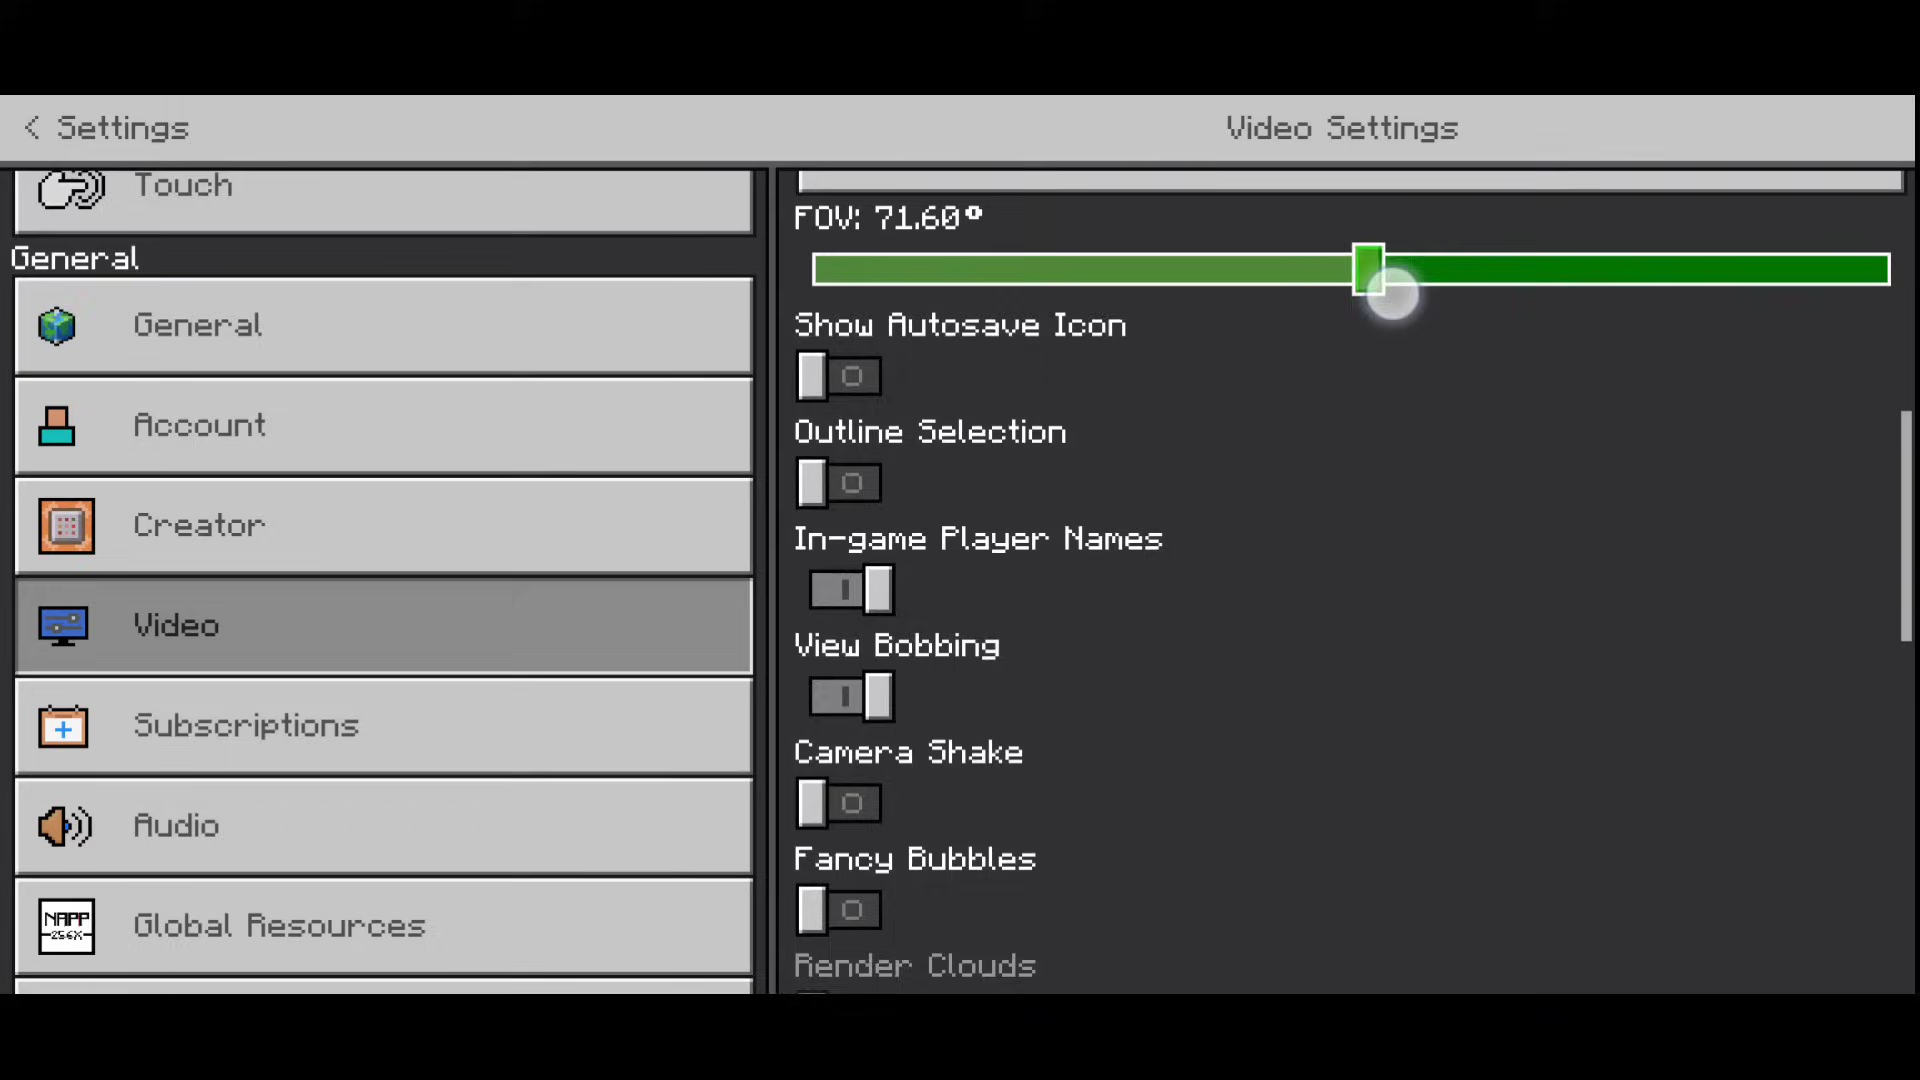 < Settings
Video Settings
Touch
General
General
Account
Creator
Video
Subscriptions
Audio
NAPP
256X
Global Resources
FOV: 71.60°
Show Autosave Icon
Outline Selection
In-game Player Names
View Bobbing
Camera Shake
Fancy Bubbles
Render Clouds